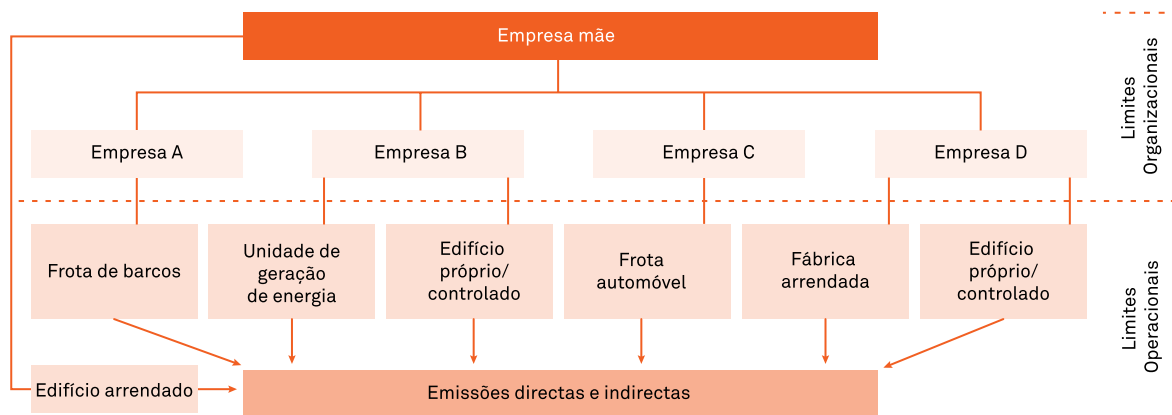 Empresa mãe
Limites
Organizacionais
Empresa A
Empresa B
Empresa C
Empresa D
Frota de barcos
Unidade de
geração
de energia
Edifício
próprio/
controlado
Frota
automóvel
Fábrica
arrendada
Edifício
próprio/
controlado
Limites
Operacionais
Edifício arrendado
Emissões directas e indirectas